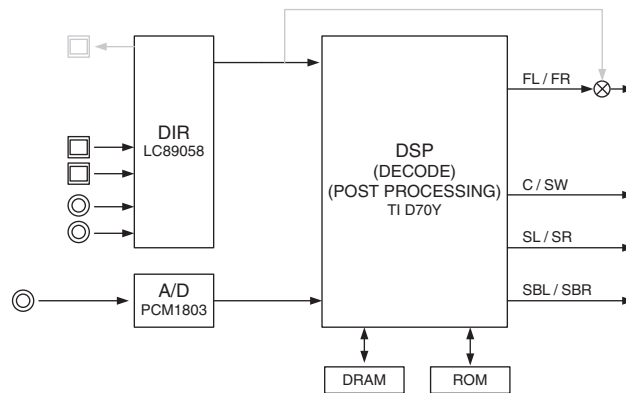 DIR
LC89058
DSP
(DECODE)
(POST PROCESSING)
TI D70Y
FL / FR
C / SW
SL / SR
SBL / SBR
A/D
PCM1803
DRAM
ROM